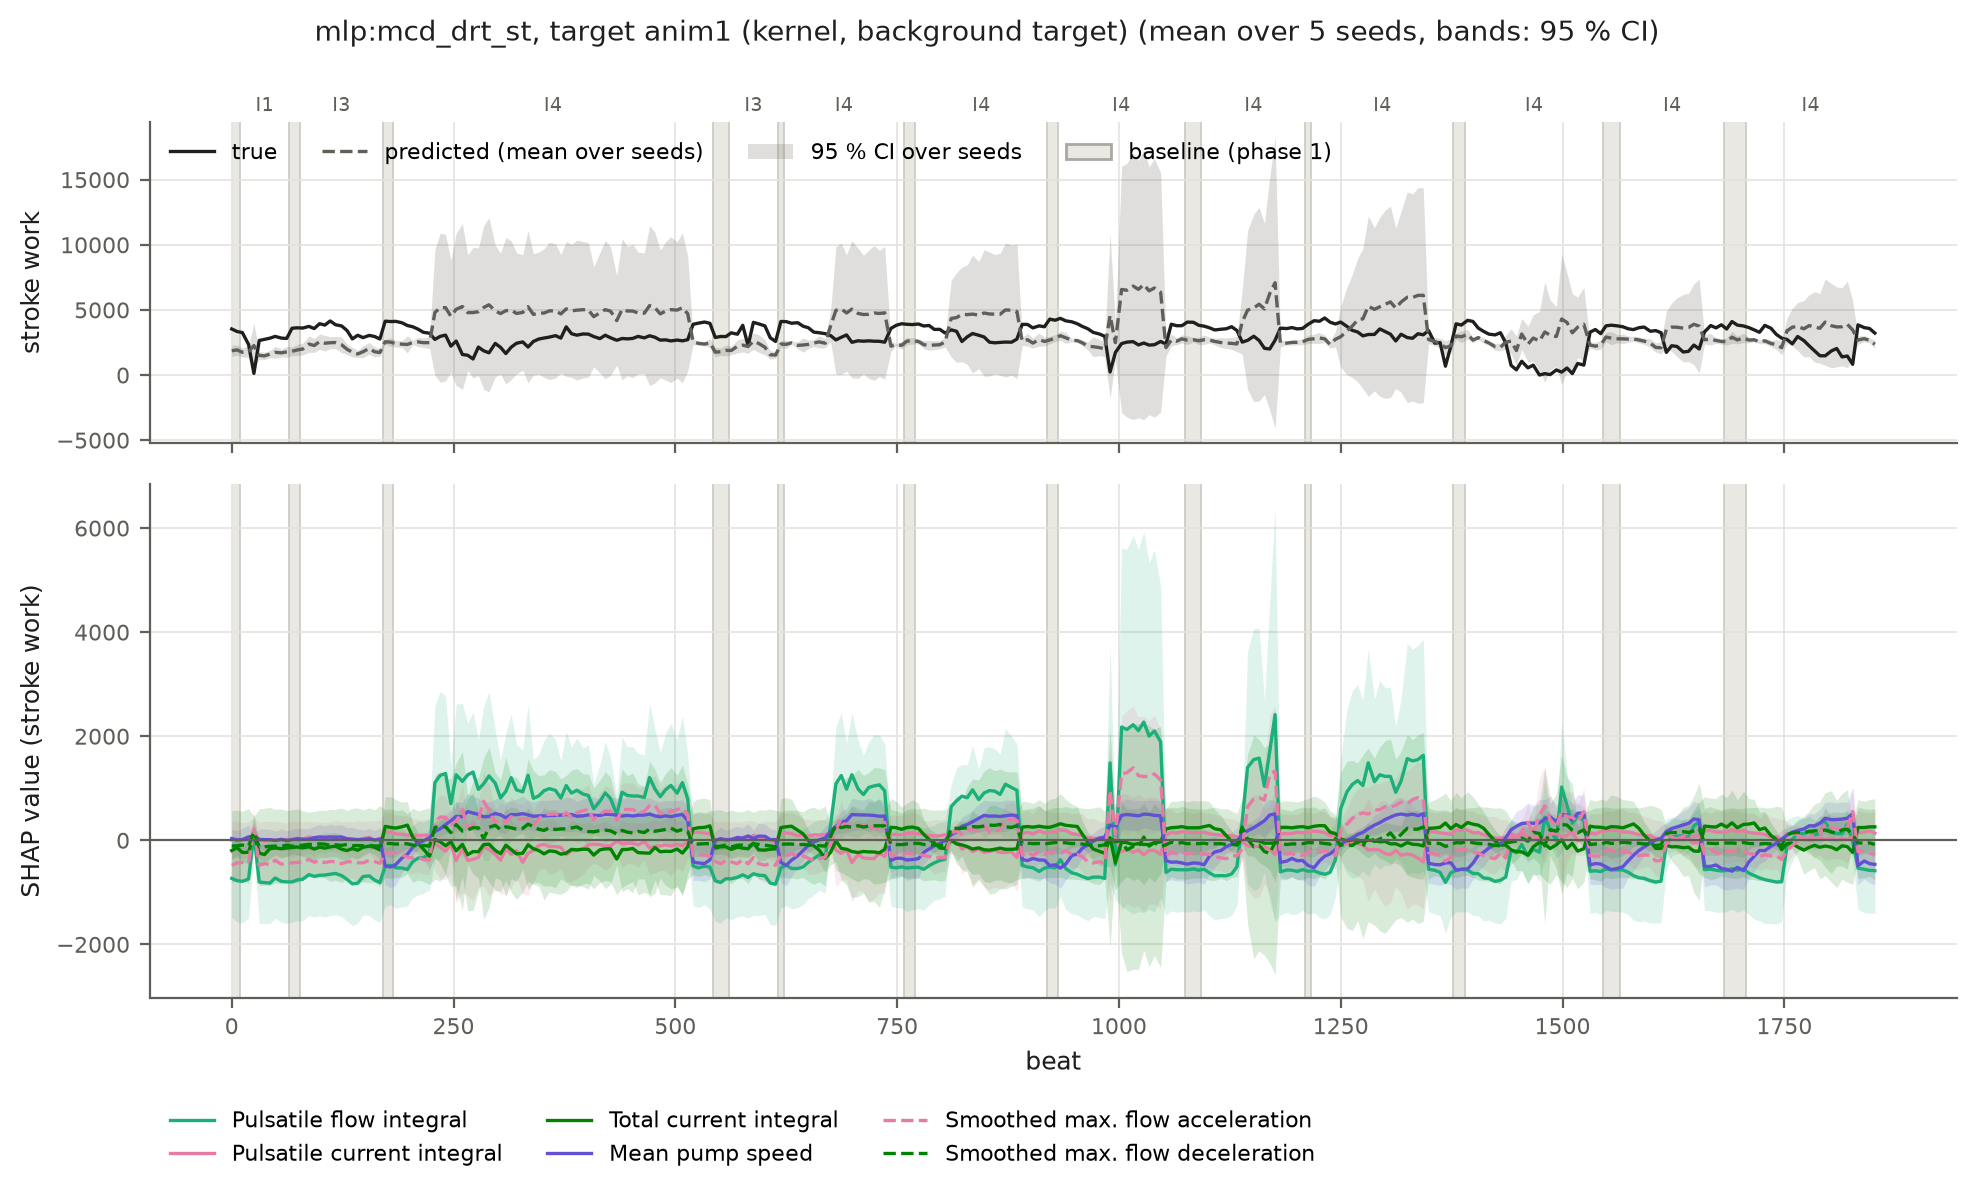 mlp:mcd_drt_st, target anim1 (kernel, background target) (mean over 5 seeds, bands: 95 % CI)
I1 I3 I4 I3 I4 I4 I4 I4 I4 I4 I4 I4
true predicted (mean over seeds) 95 % CI over seeds baseline (phase 1)
stroke work
15000
10000
5000
0
−5000
SHAP value (stroke work)
6000
4000
2000
0
−2000
0 250 500 750 1000 1250 1500 1750
beat
Pulsatile flow integral Total current integral Smoothed max. flow acceleration
Pulsatile current integral Mean pump speed Smoothed max. flow deceleration